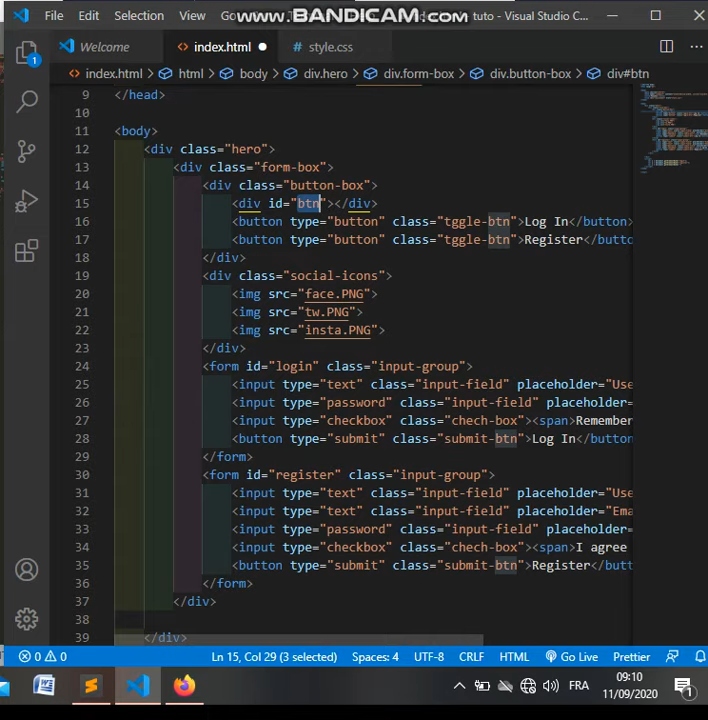 File Edit Selection View Go tuto - Visual Studio C...
www.BANDICAM.com
Welcome index.html style.css
index.html > html > body > div.hero > div.form-box > div.button-box > div#btn
9 </head>
10
11 <body>
12 <div class="hero">
13 <div class="form-box">
14 <div class="button-box">
15 <div id="btn"></div>
16 <button type="button" class="tggle-btn">Log In</button>
17 <button type="button" class="tggle-btn">Register</butto
18 </div>
19 <div class="social-icons">
20 <img src="face.PNG">
21 <img src="tw.PNG">
22 <img src="insta.PNG">
23 </div>
24 <form id="login" class="input-group">
25 <input type="text" class="input-field" placeholder="Use
26 <input type="password" class="input-field" placeholder=
27 <input type="checkbox" class="chech-box"><span>Remember
28 <button type="submit" class="submit-btn">Log In</button
29 </form>
30 <form id="register" class="input-group">
31 <input type="text" class="input-field" placeholder="Use
32 <input type="text" class="input-field" placeholder="Ema
33 <input type="password" class="input-field" placeholder=
34 <input type="checkbox" class="chech-box"><span>I agree
35 <button type="submit" class="submit-btn">Register</butt
36 </form>
37 </div>
38
39 </div>
1
0 0 Ln 15, Col 29 (3 selected) Spaces: 4 UTF-8 CRLF HTML Go Live Prettier
FRA 09:10
11/09/2020 1